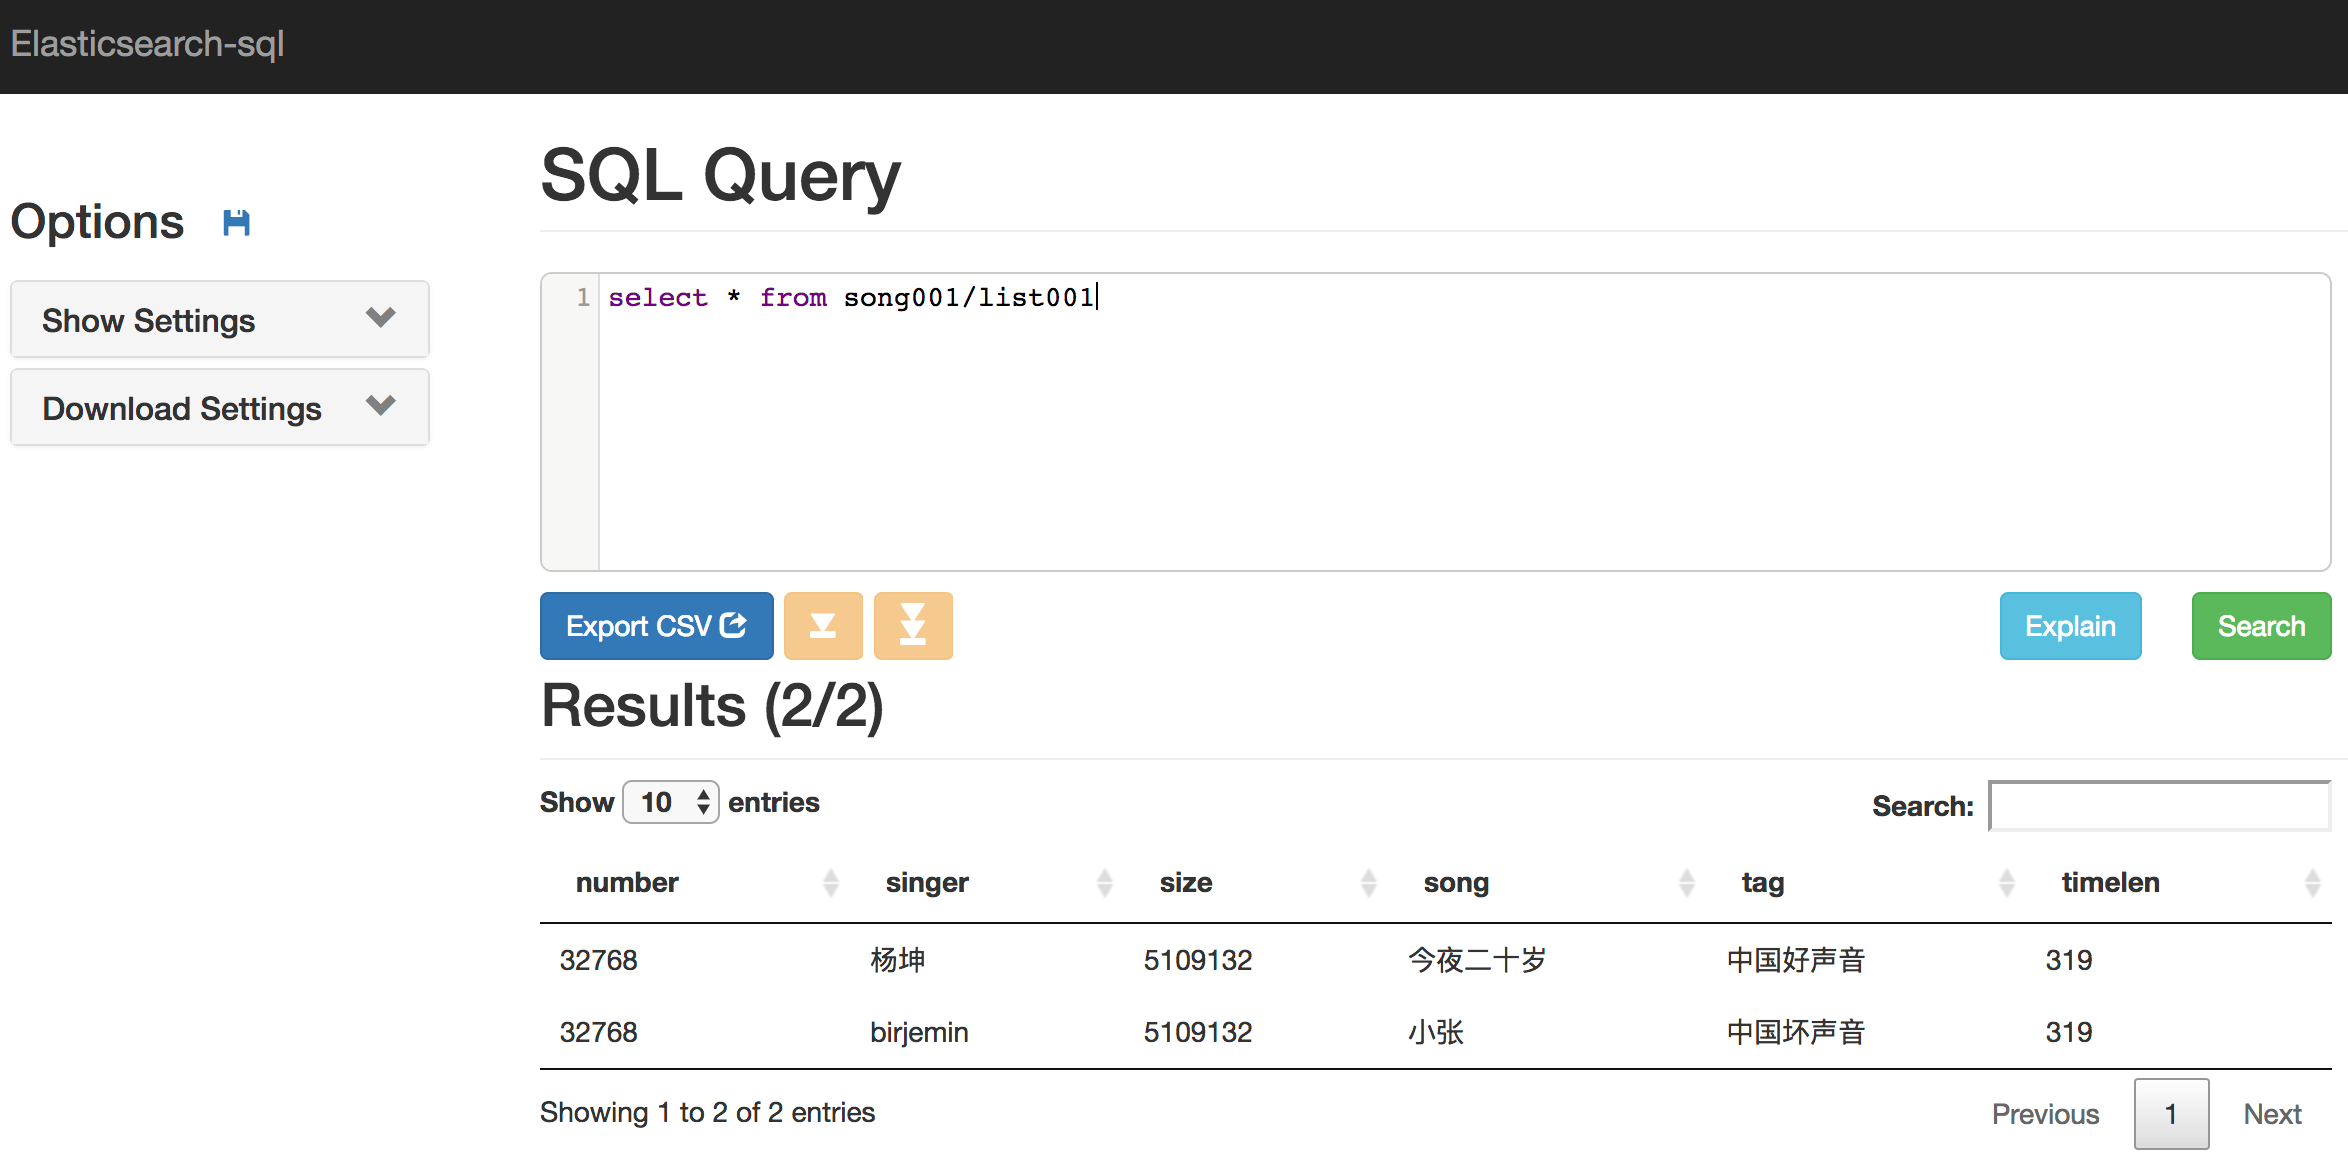 Elasticsearch-sql
Options
Show Settings
Download Settings
SQL Query
1 select * from song001/list001
Export CSV
Explain Search
Results (2/2)
Show 10 entries Search:
number singer size song tag timelen
32768 杨坤 5109132 今夜二十岁 中国好声音 319
32768 birjemin 5109132 小张 中国坏声音 319
Showing 1 to 2 of 2 entries Previous 1 Next